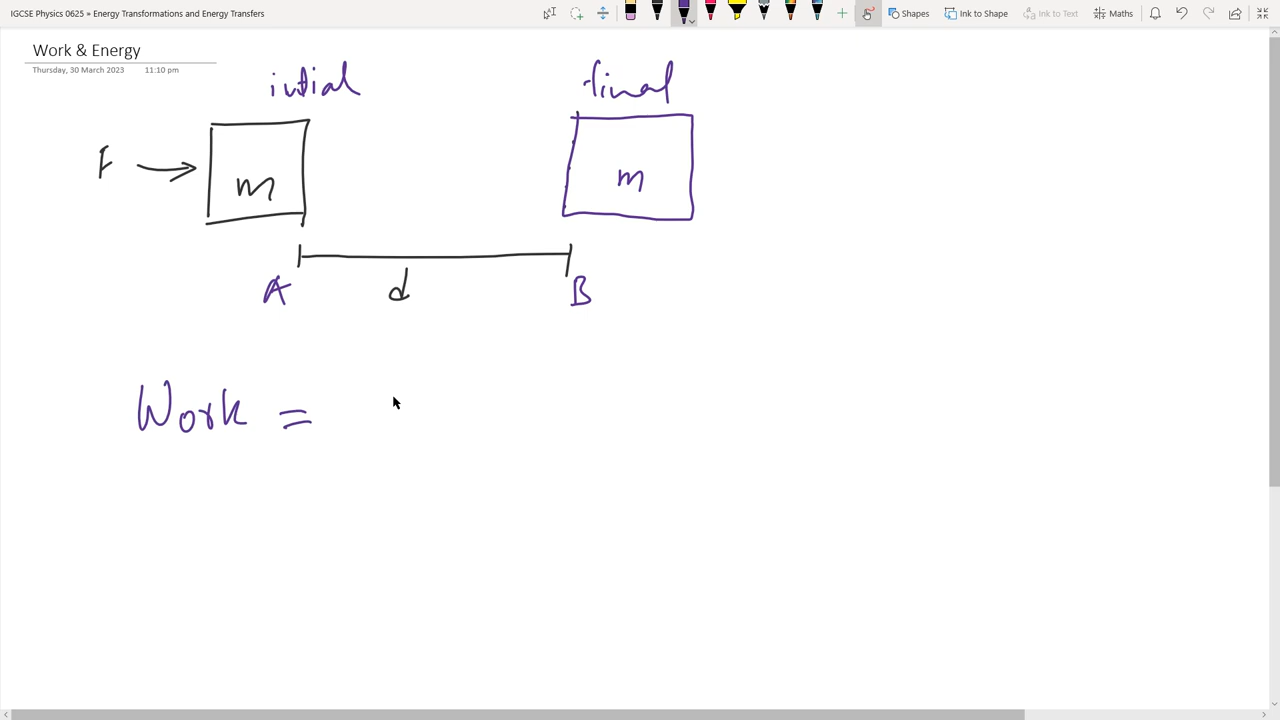 IGCSE Physics 0625 » Energy Transformations and Energy Transfers
Shapes Ink to Shape Ink to Text Maths
Work & Energy
Thursday, 30 March 2023 11:10 pm
intial final
F m m
A d B
Work =